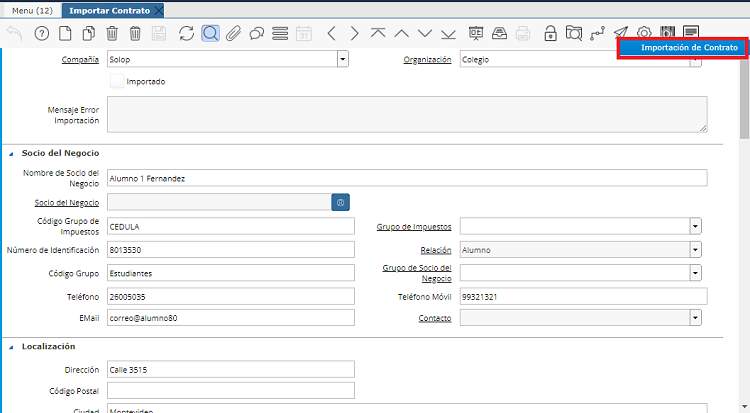 Menu (12)
Importar Contrato
Importación de Contrato
Compañía
Solop
Organización
Colegio
Importado
Mensaje Error
Importación
Socio del Negocio
Nombre de Socio del
Negocio
Alumno 1 Fernandez
Socio del Negocio
Código Grupo de
Impuestos
CEDULA
Grupo de Impuestos
Número de Identificación
8013530
Relación
Alumno
Código Grupo
Estudiantes
Grupo de Socio del
Negocio
Teléfono
26005035
Teléfono Móvil
99321321
EMail
correo@alumno80
Contacto
Localización
Dirección
Calle 3515
Código Postal
Ciudad
Montevideo